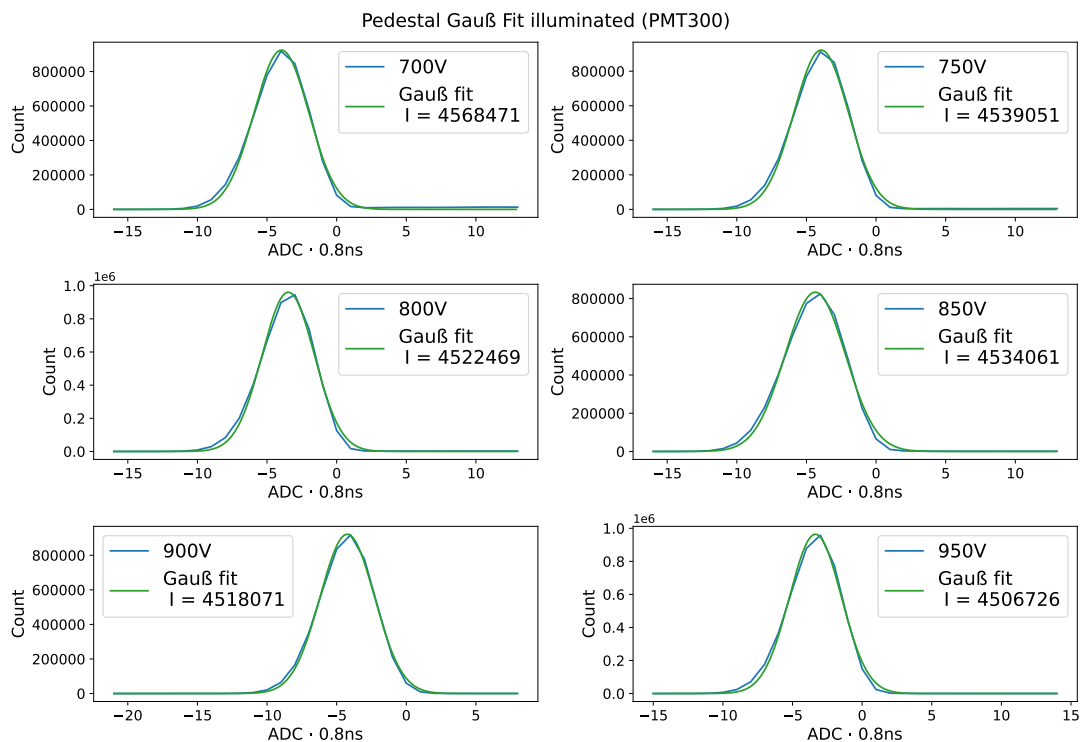 Pedestal Gauß Fit illuminated (PMT300)
700V
Gauß fit
I = 4568471
Count
800000
600000
400000
200000
0
−15 −10 −5 0 5 10
ADC · 0.8ns
750V
Gauß fit
I = 4539051
Count
800000
600000
400000
200000
0
−15 −10 −5 0 5 10
ADC · 0.8ns
1e6
800V
Gauß fit
I = 4522469
Count
1.0
0.8
0.6
0.4
0.2
0.0
−15 −10 −5 0 5 10
ADC · 0.8ns
850V
Gauß fit
I = 4534061
Count
800000
600000
400000
200000
0
−15 −10 −5 0 5 10
ADC · 0.8ns
900V
Gauß fit
I = 4518071
Count
800000
600000
400000
200000
0
−20 −15 −10 −5 0 5
ADC · 0.8ns
1e6
950V
Gauß fit
I = 4506726
Count
1.0
0.8
0.6
0.4
0.2
0.0
−15 −10 −5 0 5 10 15
ADC · 0.8ns